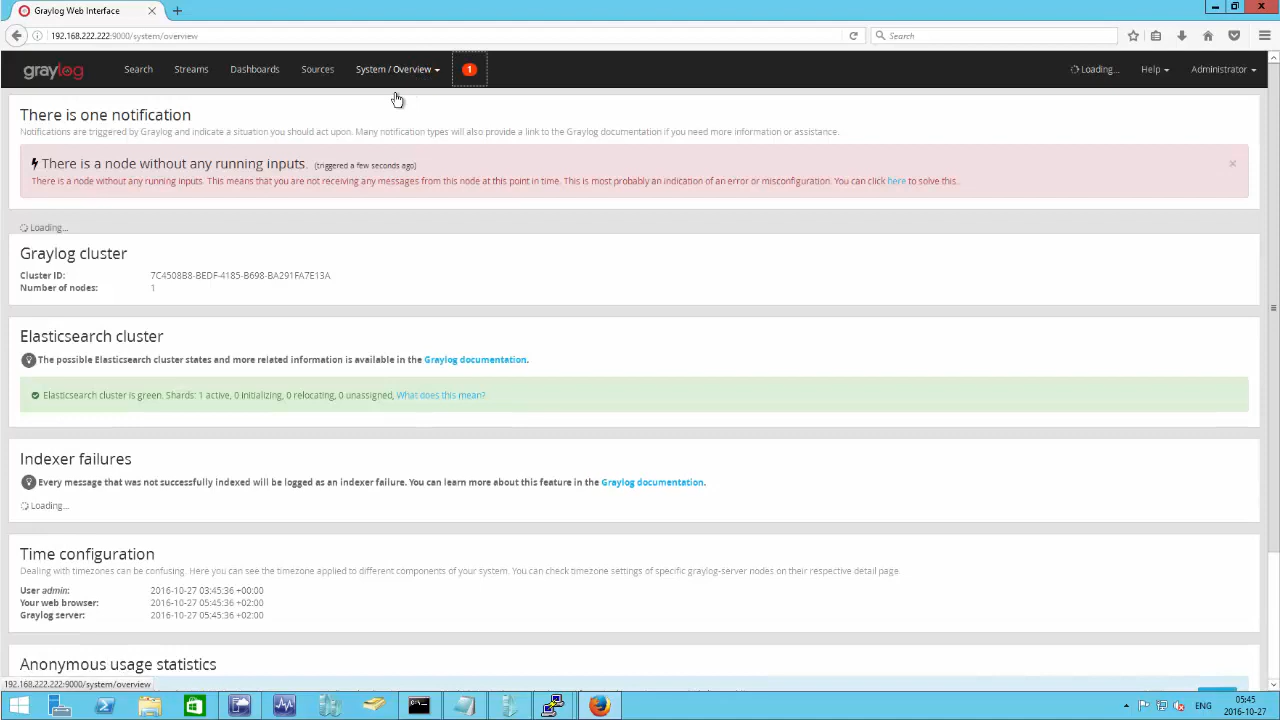 Graylog Web Interface
192.168.222.222:9000/system/overview
Search
graylog
Search
Streams
Dashboards
Sources
System / Overview
1
Loading...
Help
Administrator
There is one notification
Notifications are triggered by Graylog and indicate a situation you should act upon. Many notification types will also provide a link to the Graylog documentation if you need more information or assistance.
There is a node without any running inputs. (triggered a few seconds ago)
There is a node without any running inputs. This means that you are not receiving any messages from this node at this point in time. This is most probably an indication of an error or misconfiguration. You can click here to solve this..
Loading...
Graylog cluster
Cluster ID: 7C4508B8-BEDF-4185-B698-BA291FA7E13A
Number of nodes: 1
Elasticsearch cluster
The possible Elasticsearch cluster states and more related information is available in the Graylog documentation.
Elasticsearch cluster is green. Shards: 1 active, 0 initializing, 0 relocating, 0 unassigned, What does this mean?
Indexer failures
Every message that was not successfully indexed will be logged as an indexer failure. You can learn more about this feature in the Graylog documentation.
Loading...
Time configuration
Dealing with timezones can be confusing. Here you can see the timezone applied to different components of your system. You can check timezone settings of specific graylog-server nodes on their respective detail page
User admin: 2016-10-27 03:45:36 +00:00
Your web browser: 2016-10-27 05:45:36 +02:00
Graylog server: 2016-10-27 05:45:36 +02:00
Anonymous usage statistics
192.168.222.222:9000/system/overview
ENG
05:45
2016-10-27